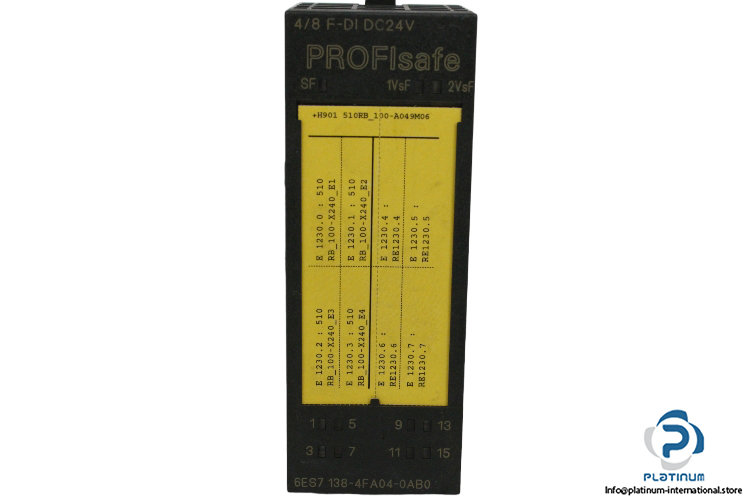 4/8 F-DI DC24V
PROFIsafe
SF 1VsF 2VsF
+H901 510RB_100-A049M06
E 1230.0 : 510
RB_100-X240_E1
E 1230.1 : 510
RB_100-X240_E2
E 1230.4 :
RE1230.4
E 1230.5 :
RE1230.5
E 1230.2 : 510
RB_100-X240_E3
E 1230.3 : 510
RB_100-X240_E4
E 1230.6 :
RE1230.6
E 1230.7 :
RE1230.7
1 5 9 13
3 7 11 15
6ES7 138-4FA04-0AB0
PLATINUM
Info@platinum-international.store